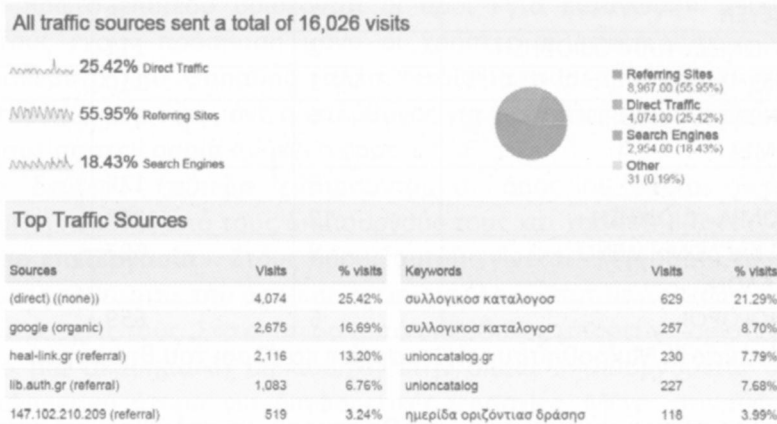 All traffic sources sent a total of 16,026 visits
25.42% Direct Traffic
55.95% Referring Sites
18.43% Search Engines
Referring Sites
8,967.00 (55.95%)
Direct Traffic
4,074.00 (25.42%)
Search Engines
2,954.00 (18.43%)
Other
31 (0.19%)
Top Traffic Sources
Sources Visits % visits Keywords Visits % visits
(direct) ((none)) 4,074 25.42% συλλογικοσ καταλογοσ 629 21.29%
google (organic) 2,675 16.69% συλλογικοσ καταλογοσ 257 8.70%
heal-link.gr (referral) 2,116 13.20% unioncatalog.gr 230 7.79%
lib.auth.gr (referral) 1,083 6.76% unioncatalog 227 7.68%
147.102.210.209 (referral) 519 3.24% ημερίδα οριζόντιασ δράσησ 118 3.99%